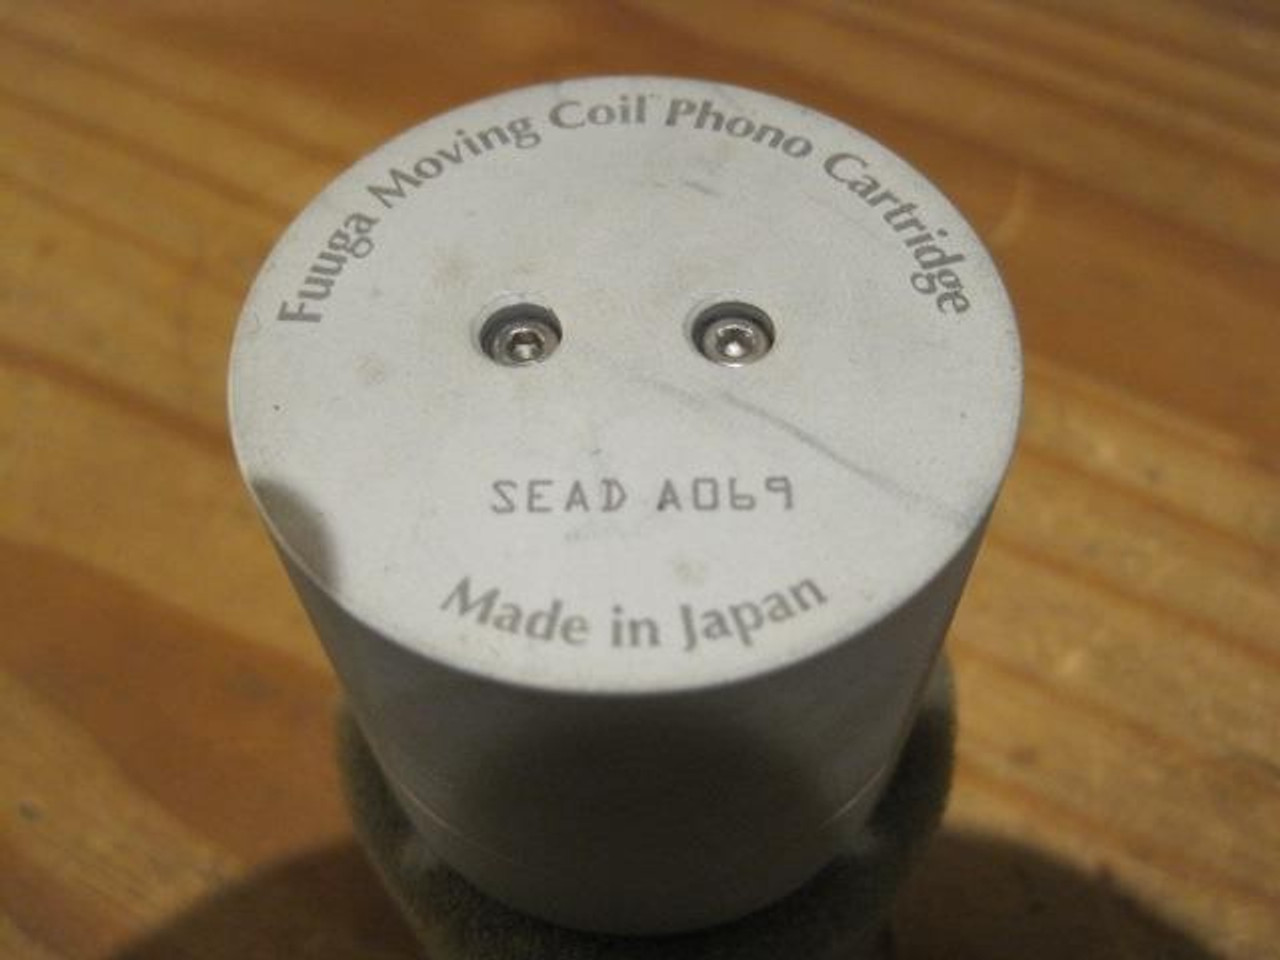 Fuuga Moving Coil Phono Cartridge
SEAD A069
Made in Japan